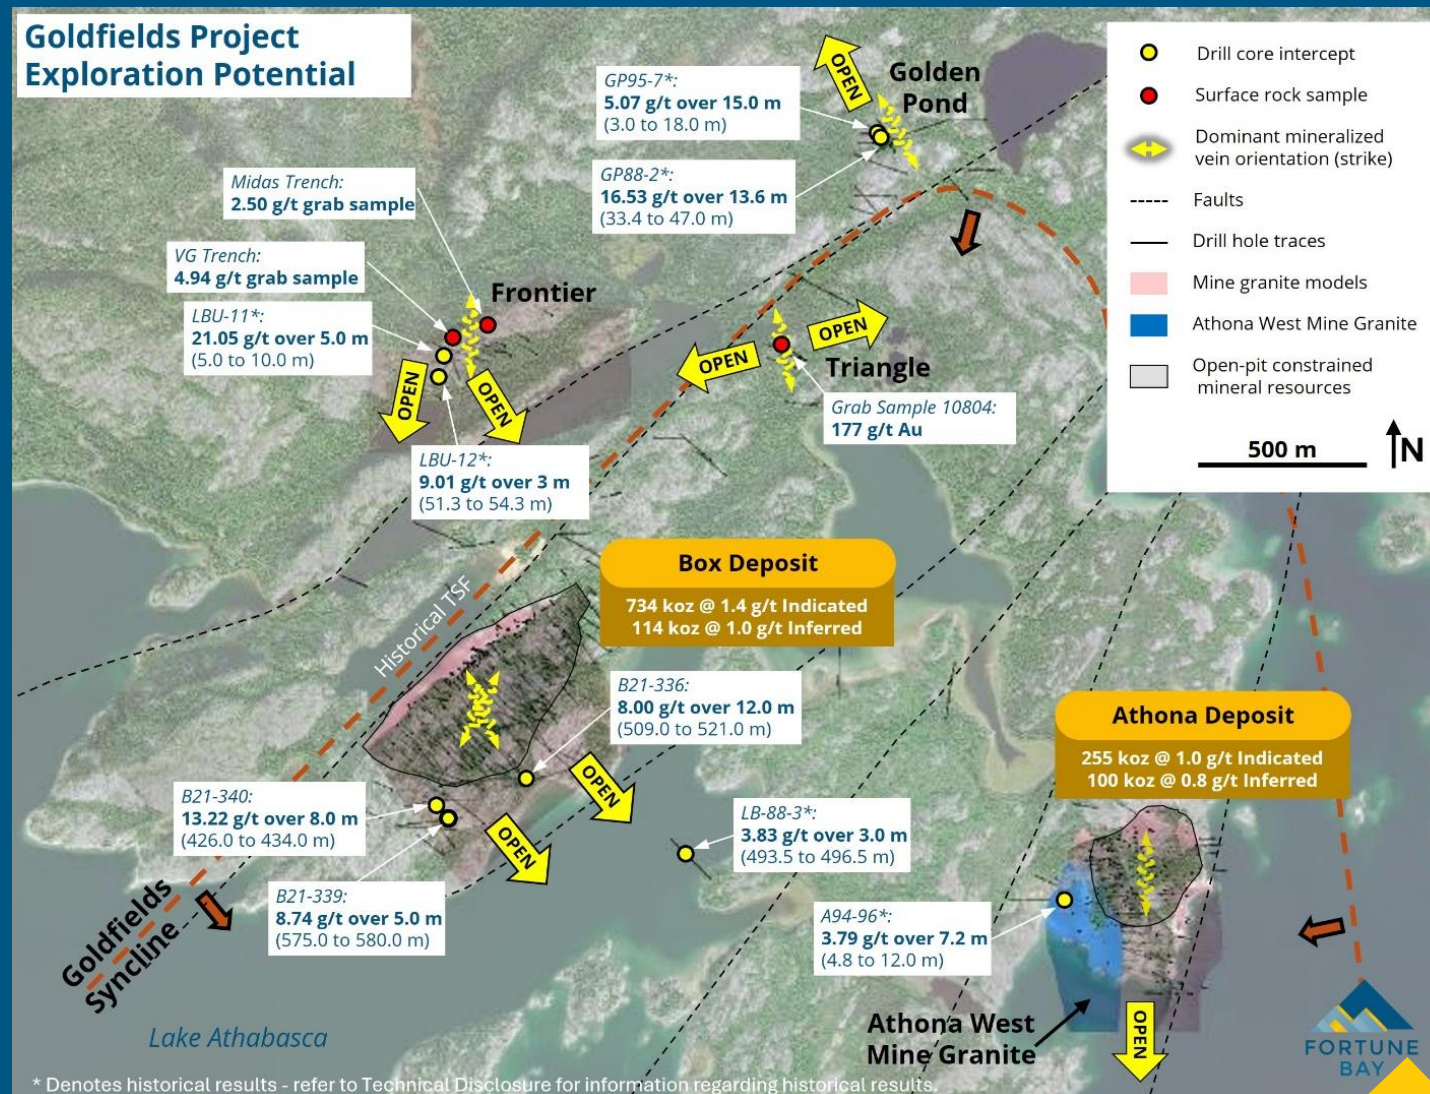 Goldfields Project
Exploration Potential
GP95-7*:
5.07 g/t over 15.0 m
(3.0 to 18.0 m)
OPEN
Golden
Pond
GP88-2*:
16.53 g/t over 13.6 m
(33.4 to 47.0 m)
Midas Trench:
2.50 g/t grab sample
VG Trench:
4.94 g/t grab sample
LBU-11*:
21.05 g/t over 5.0 m
(5.0 to 10.0 m)
Frontier
OPEN
OPEN
LBU-12*:
9.01 g/t over 3 m
(51.3 to 54.3 m)
OPEN
OPEN
Triangle
Grab Sample 10804:
177 g/t Au
Drill core intercept
Surface rock sample
Dominant mineralized
vein orientation (strike)
Faults
Drill hole traces
Mine granite models
Athona West Mine Granite
Open-pit constrained
mineral resources
500 m
N
Historical TSF
Box Deposit
734 koz @ 1.4 g/t Indicated
114 koz @ 1.0 g/t Inferred
B21-336:
8.00 g/t over 12.0 m
(509.0 to 521.0 m)
OPEN
OPEN
B21-340:
13.22 g/t over 8.0 m
(426.0 to 434.0 m)
B21-339:
8.74 g/t over 5.0 m
(575.0 to 580.0 m)
LB-88-3*:
3.83 g/t over 3.0 m
(493.5 to 496.5 m)
Athona Deposit
255 koz @ 1.0 g/t Indicated
100 koz @ 0.8 g/t Inferred
A94-96*:
3.79 g/t over 7.2 m
(4.8 to 12.0 m)
Goldfields
Syncline
Lake Athabasca
Athona West
Mine Granite
OPEN
FORTUNE
BAY
* Denotes historical results - refer to Technical Disclosure for information regarding historical results.